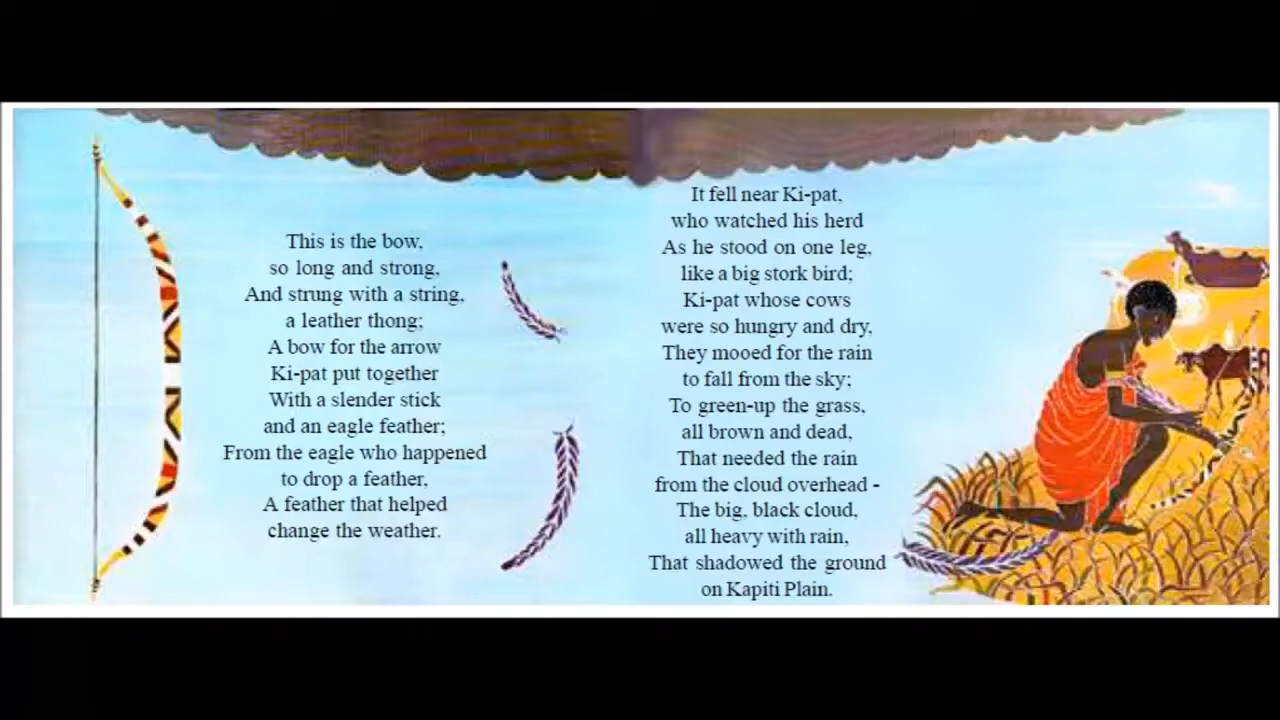 This is the bow,
so long and strong,
And strung with a string,
a leather thong;
A bow for the arrow
Ki-pat put together
With a slender stick
and an eagle feather;
From the eagle who happened
to drop a feather,
A feather that helped
change the weather.
It fell near Ki-pat,
who watched his herd
As he stood on one leg,
like a big stork bird;
Ki-pat whose cows
were so hungry and dry,
They mooed for the rain
to fall from the sky;
To green-up the grass,
all brown and dead,
That needed the rain
from the cloud overhead -
The big, black cloud,
all heavy with rain,
That shadowed the ground
on Kapiti Plain.